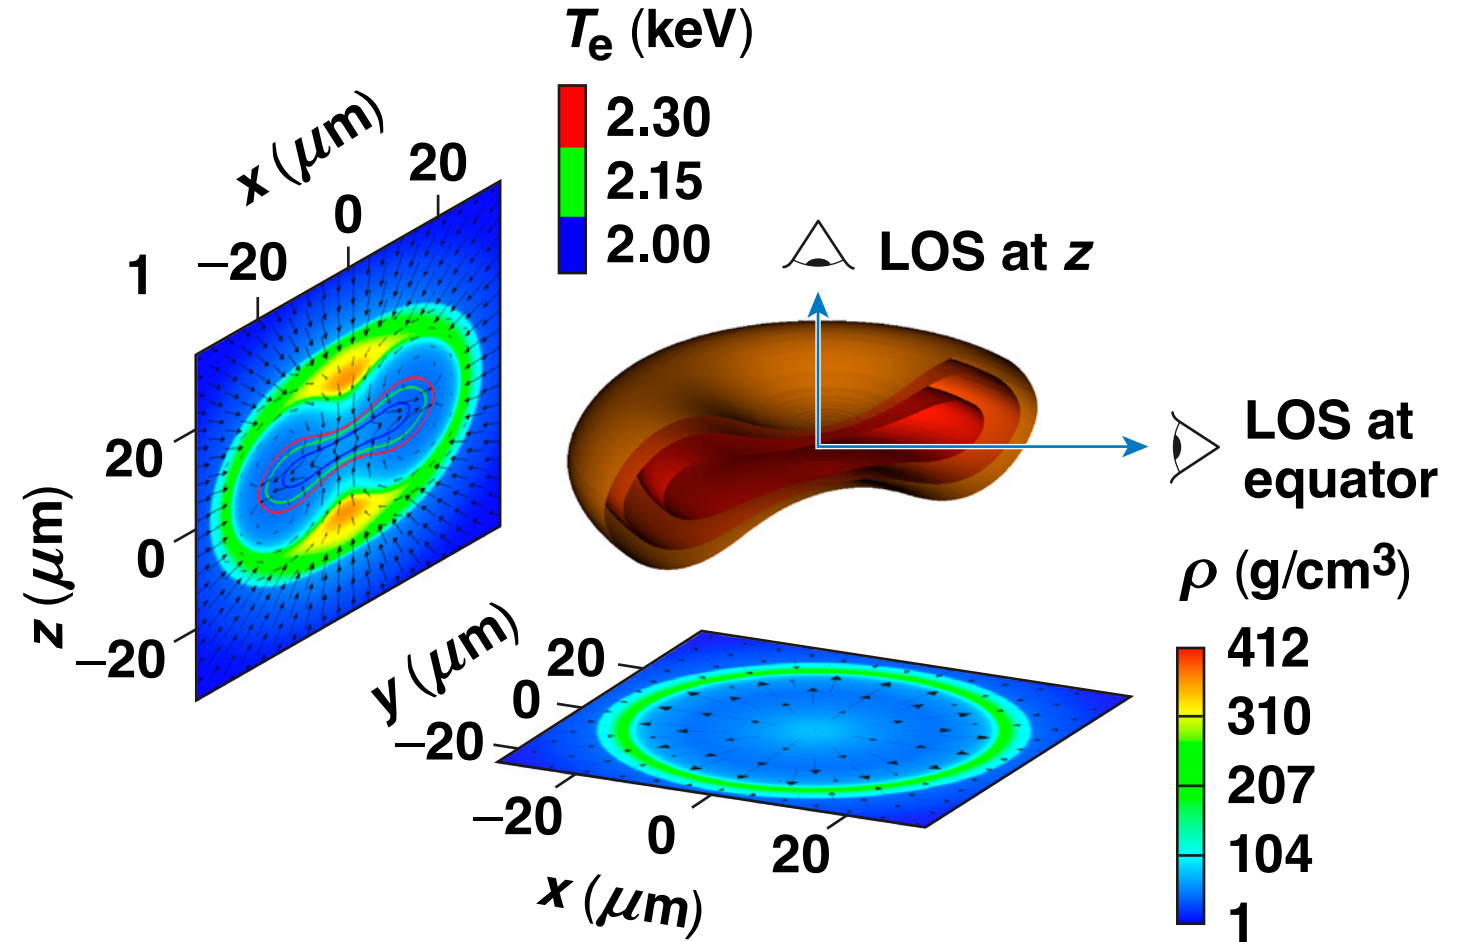 Te (keV)
2.30
2.15
2.00
x (μm)
20
0
–20
1
LOS at z
20
0
–20
z (μm)
LOS at
equator
ρ (g/cm3)
412
310
207
104
1
y (μm)
20
0
–20
–20
0
20
x (μm)